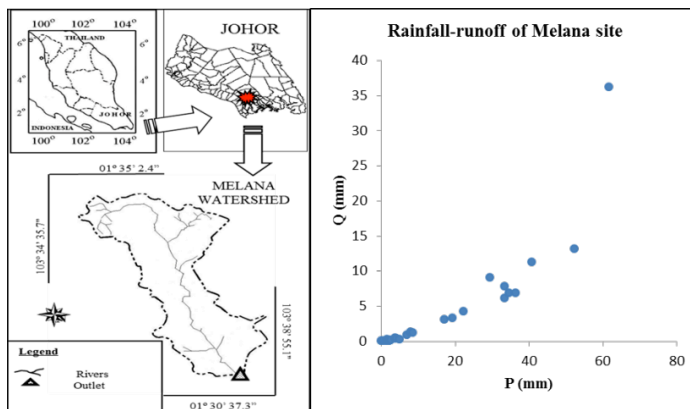 100° 102° 104°
THAILAND
6°
6°
4°
4°
2°
2°
JOHOR
INDONESIA
100° 102° 104°
JOHOR
01° 35' 2.4"
MELANA
WATERSHED
103° 34' 35.7"
103° 38' 55.1"
Legend
Rivers
Outlet
01° 30' 37.3"
Rainfall-runoff of Melana site
Q (mm)
40
35
30
25
20
15
10
5
0
0 20 40 60 80
P (mm)